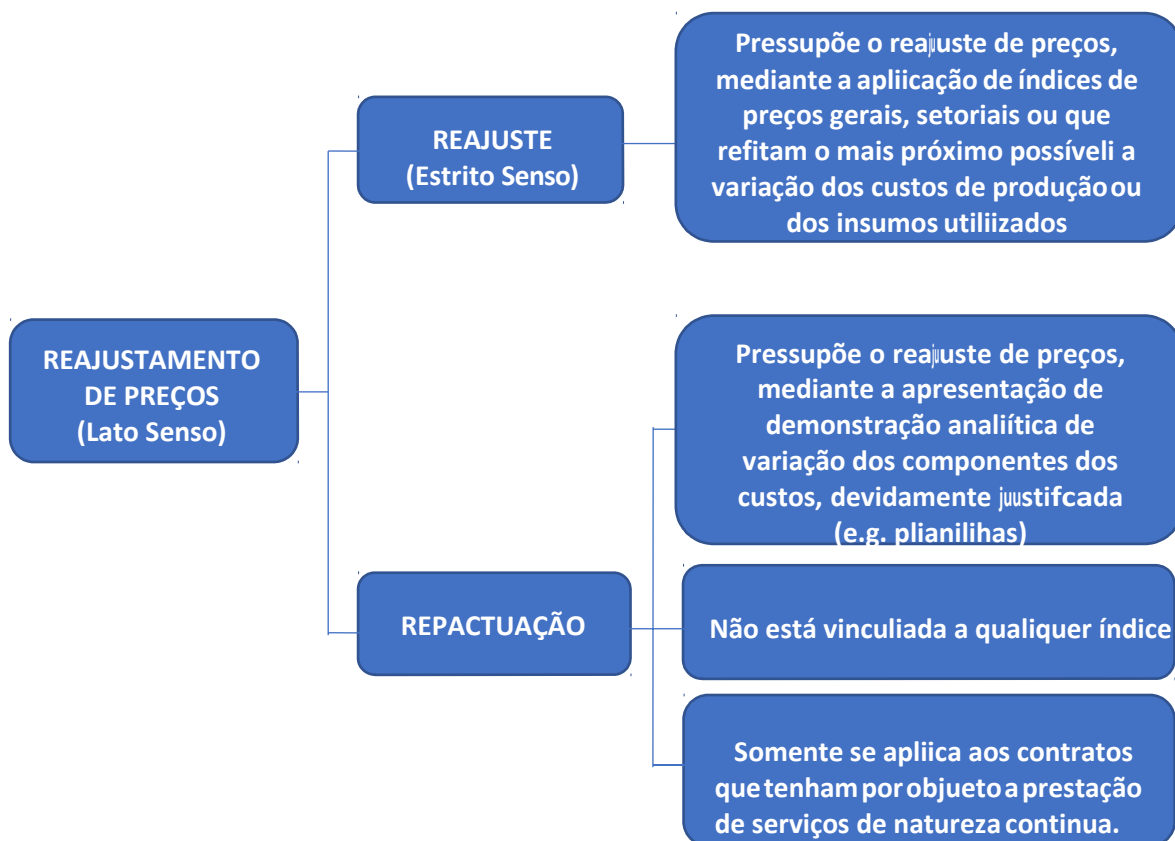 REAJUSTAMENTO
DE PREÇOS
(Lato Senso)
REAJUSTE
(Estrito Senso)
Pressupõe o reajuste de preços,
mediante a apliicação de índices de
preços gerais, setoriais ou que
refitam o mais próximo possíveli a
variação dos custos de produção ou
dos insumos utiliizados
REPACTUAÇÃO
Pressupõe o reajuste de preços,
mediante a apresentação de
demonstração analiítica de
variação dos componentes dos
custos, devidamente juustifcada
(e.g. plianilihas)
Não está vinculiada a qualiquer índice
Somente se apliica aos contratos
que tenham por objueto a prestação
de serviços de natureza continua.